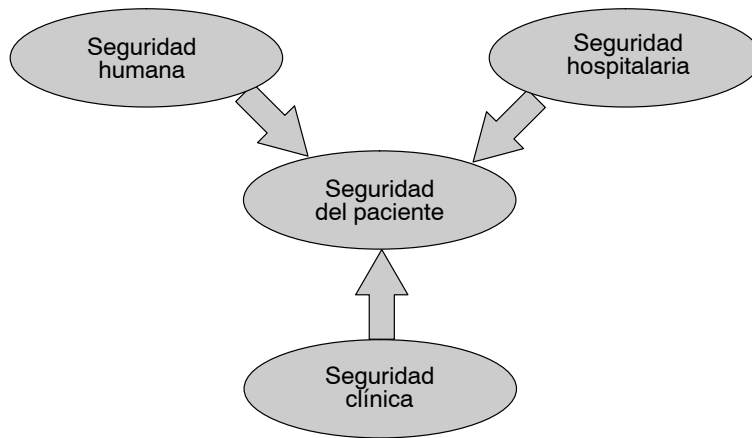 Seguridad
humana
Seguridad
hospitalaria
Seguridad
del paciente
Seguridad
clínica